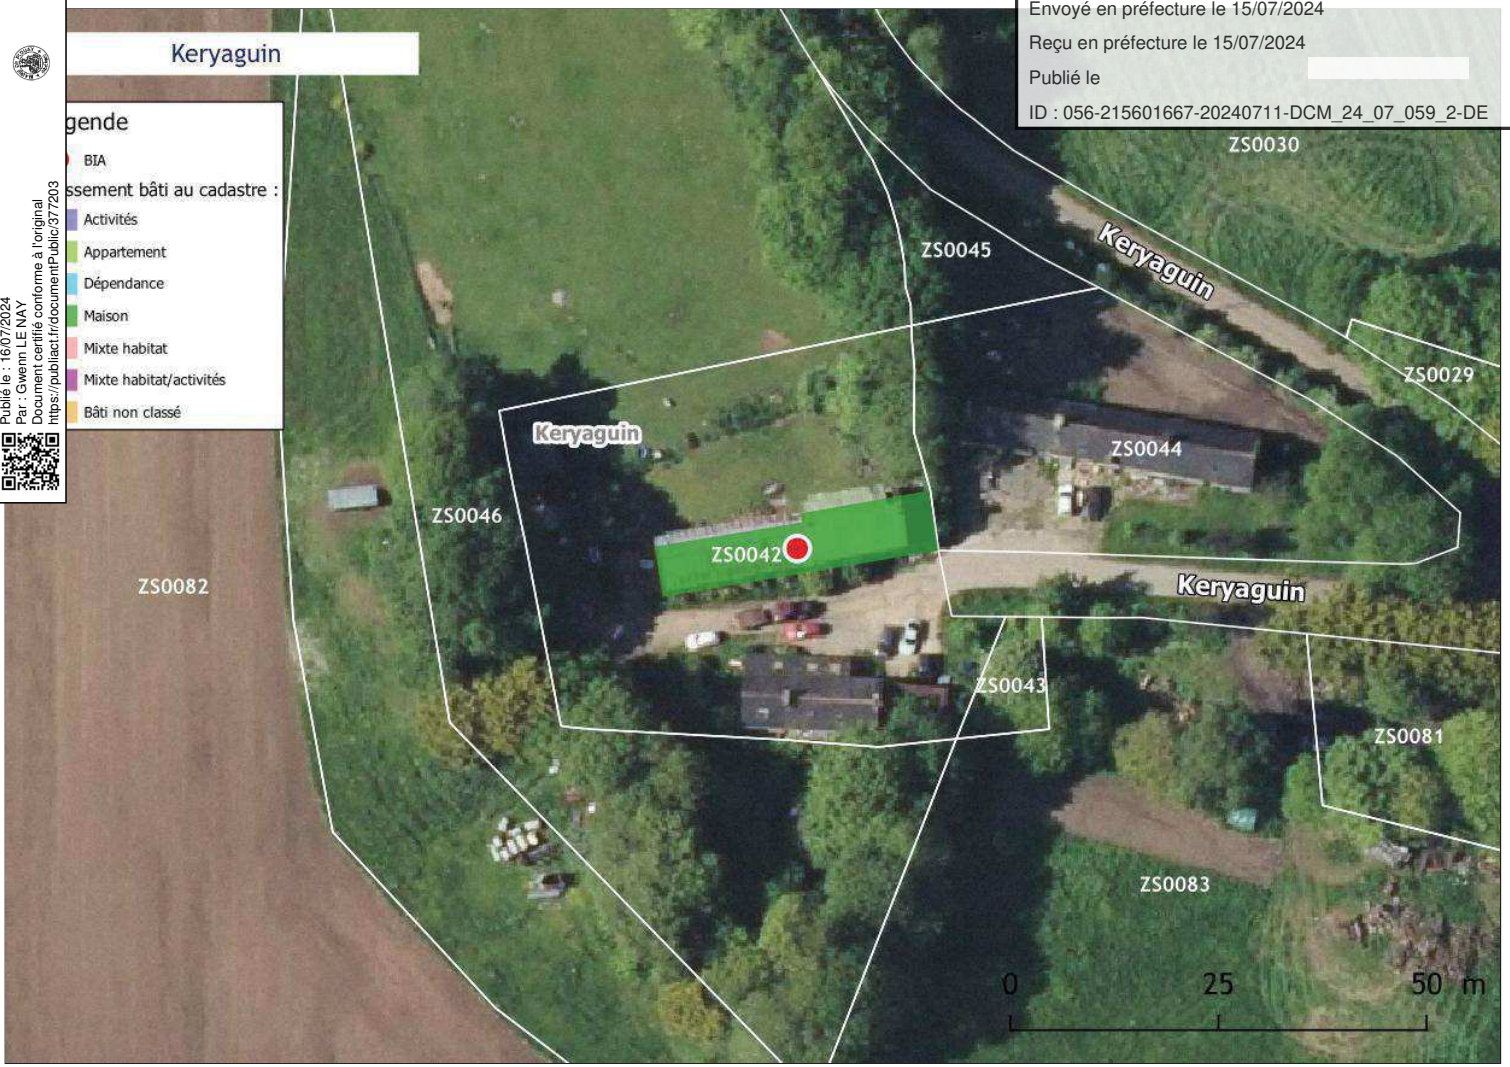 Envoyé en préfecture le 15/07/2024
Reçu en préfecture le 15/07/2024
Publié le
ID : 056-215601667-20240711-DCM_24_07_059_2-DE
Keryaguin
gende
BIA
ssement bâti au cadastre :
Activités
Appartement
Dépendance
Maison
Mixte habitat
Mixte habitat/activités
Bâti non classé
Publié le : 16/07/2024
Par : Gwenn LE NAY
Document certifié conforme à l'original
https://publiact.fr/documentPublic/377203
ZS0030
ZS0045
Keryaguin
ZS0029
Keryaguin
ZS0044
ZS0046
ZS0042
ZS0082
Keryaguin
ZS0043
ZS0081
ZS0083
0 25 50 m